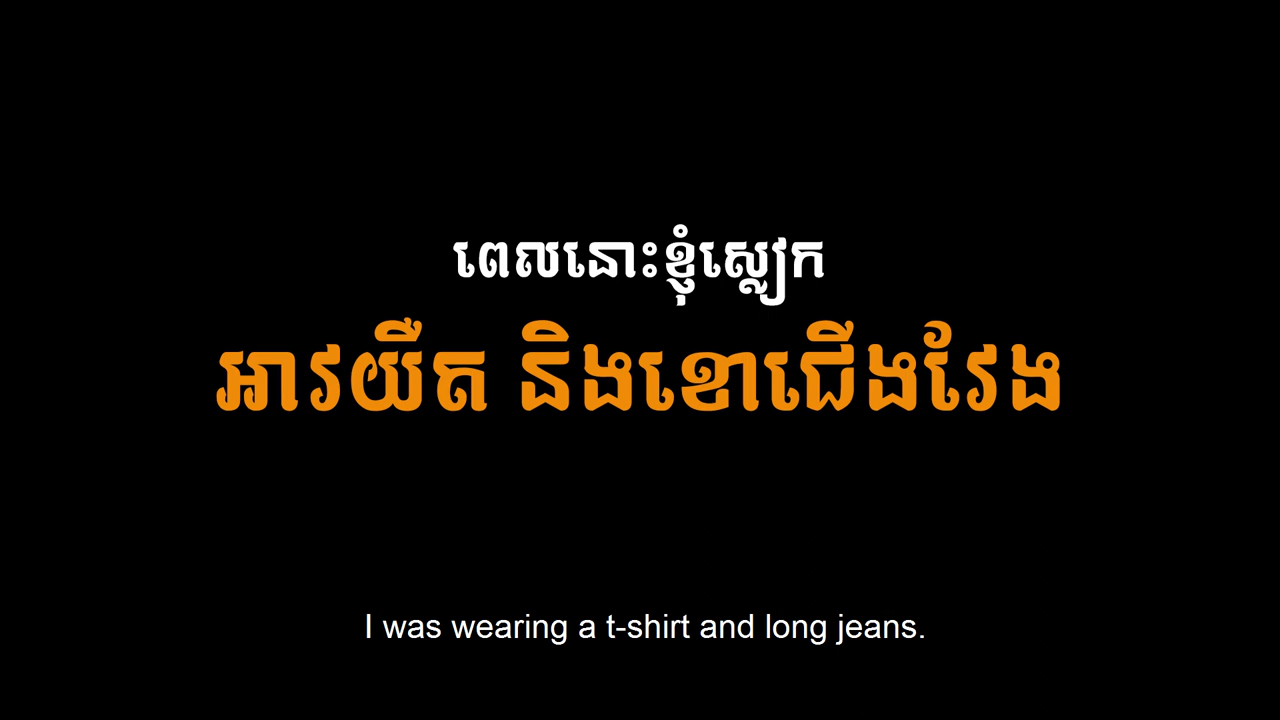 ពេលនោះខ្ញុំស្លៀក
អាវយឺត និងខោជើងវែង
I was wearing a t-shirt and long jeans.